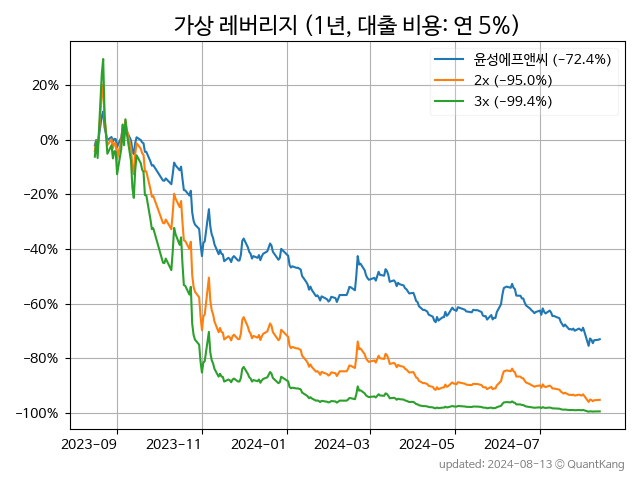 가상 레버리지 (1년, 대출 비용: 연 5%)
윤성에프앤씨 (−72.4%)
2x (−95.0%)
3x (−99.4%)
20%
0%
−20%
−40%
−60%
−80%
−100%
2023-09 2023-11 2024-01 2024-03 2024-05 2024-07
updated: 2024-08-13 © QuantKang